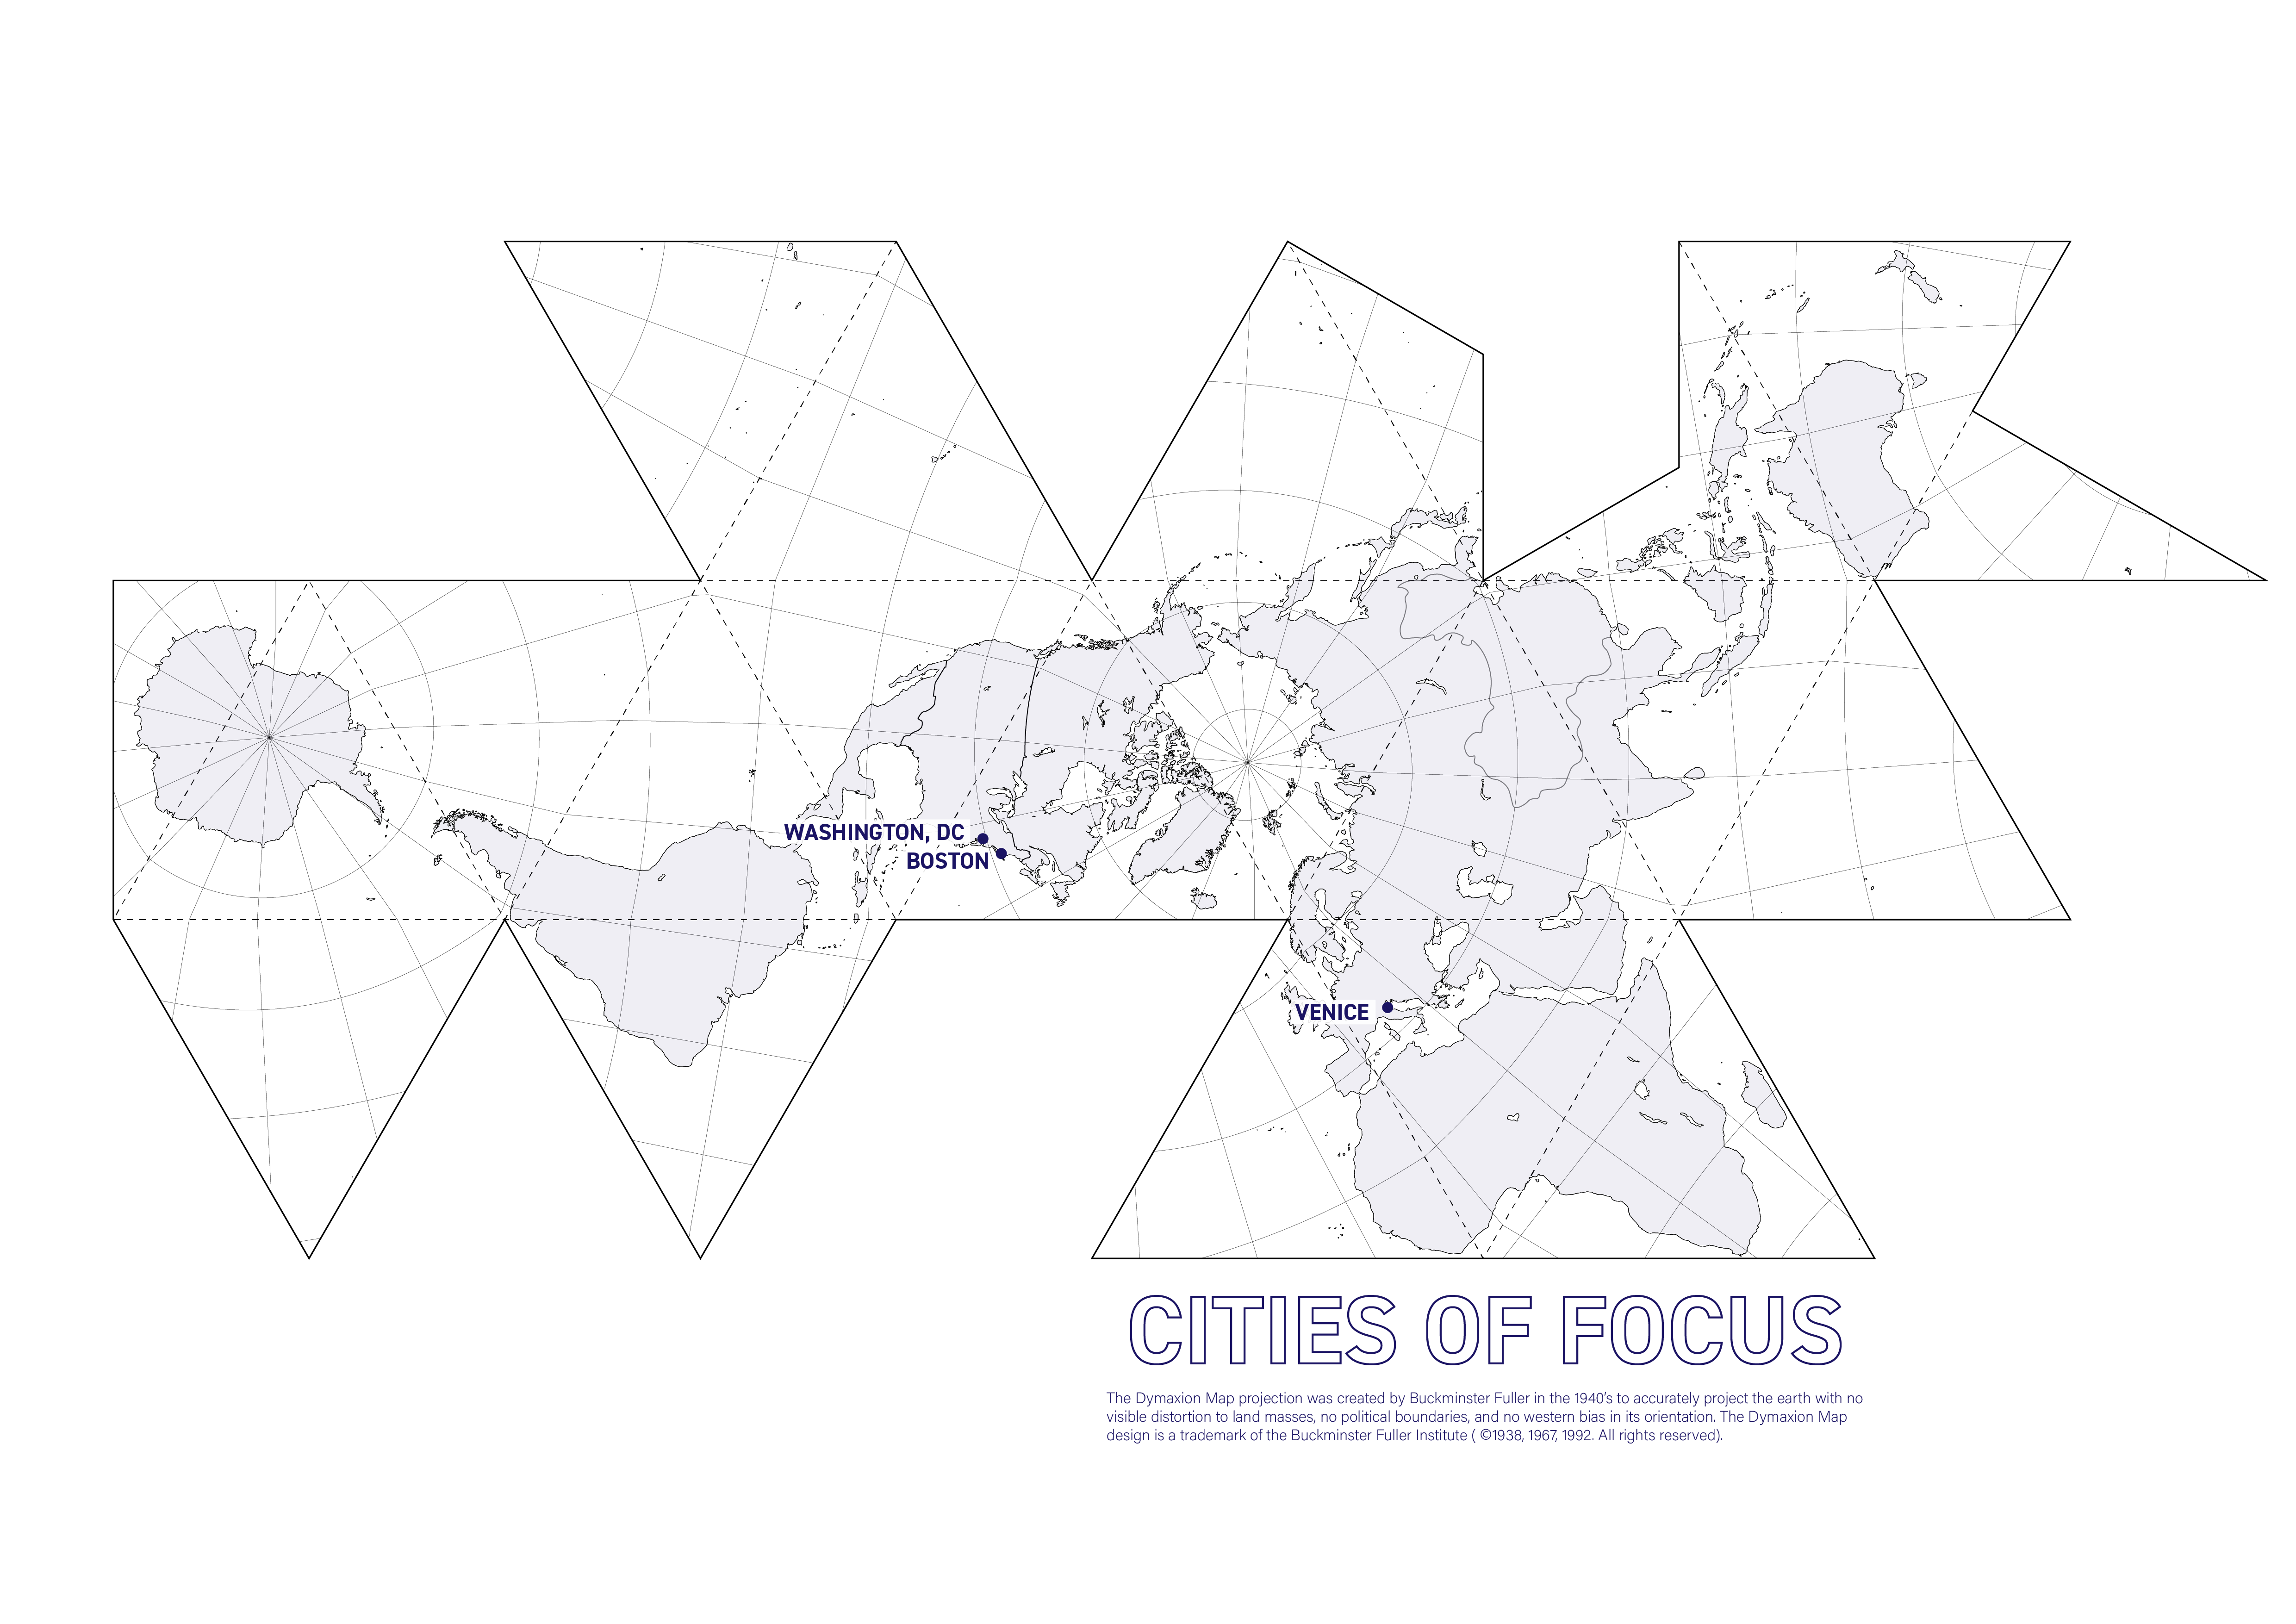 WASHINGTON, DC
BOSTON
VENICE
CITIES OF FOCUS
The Dymaxion Map projection was created by Buckminster Fuller in the 1940's to accurately project the earth with no
visible distortion to land masses, no political boundaries, and no western bias in its orientation. The Dymaxion Map
design is a trademark of the Buckminster Fuller Institute ( ©1938, 1967, 1992. All rights reserved).